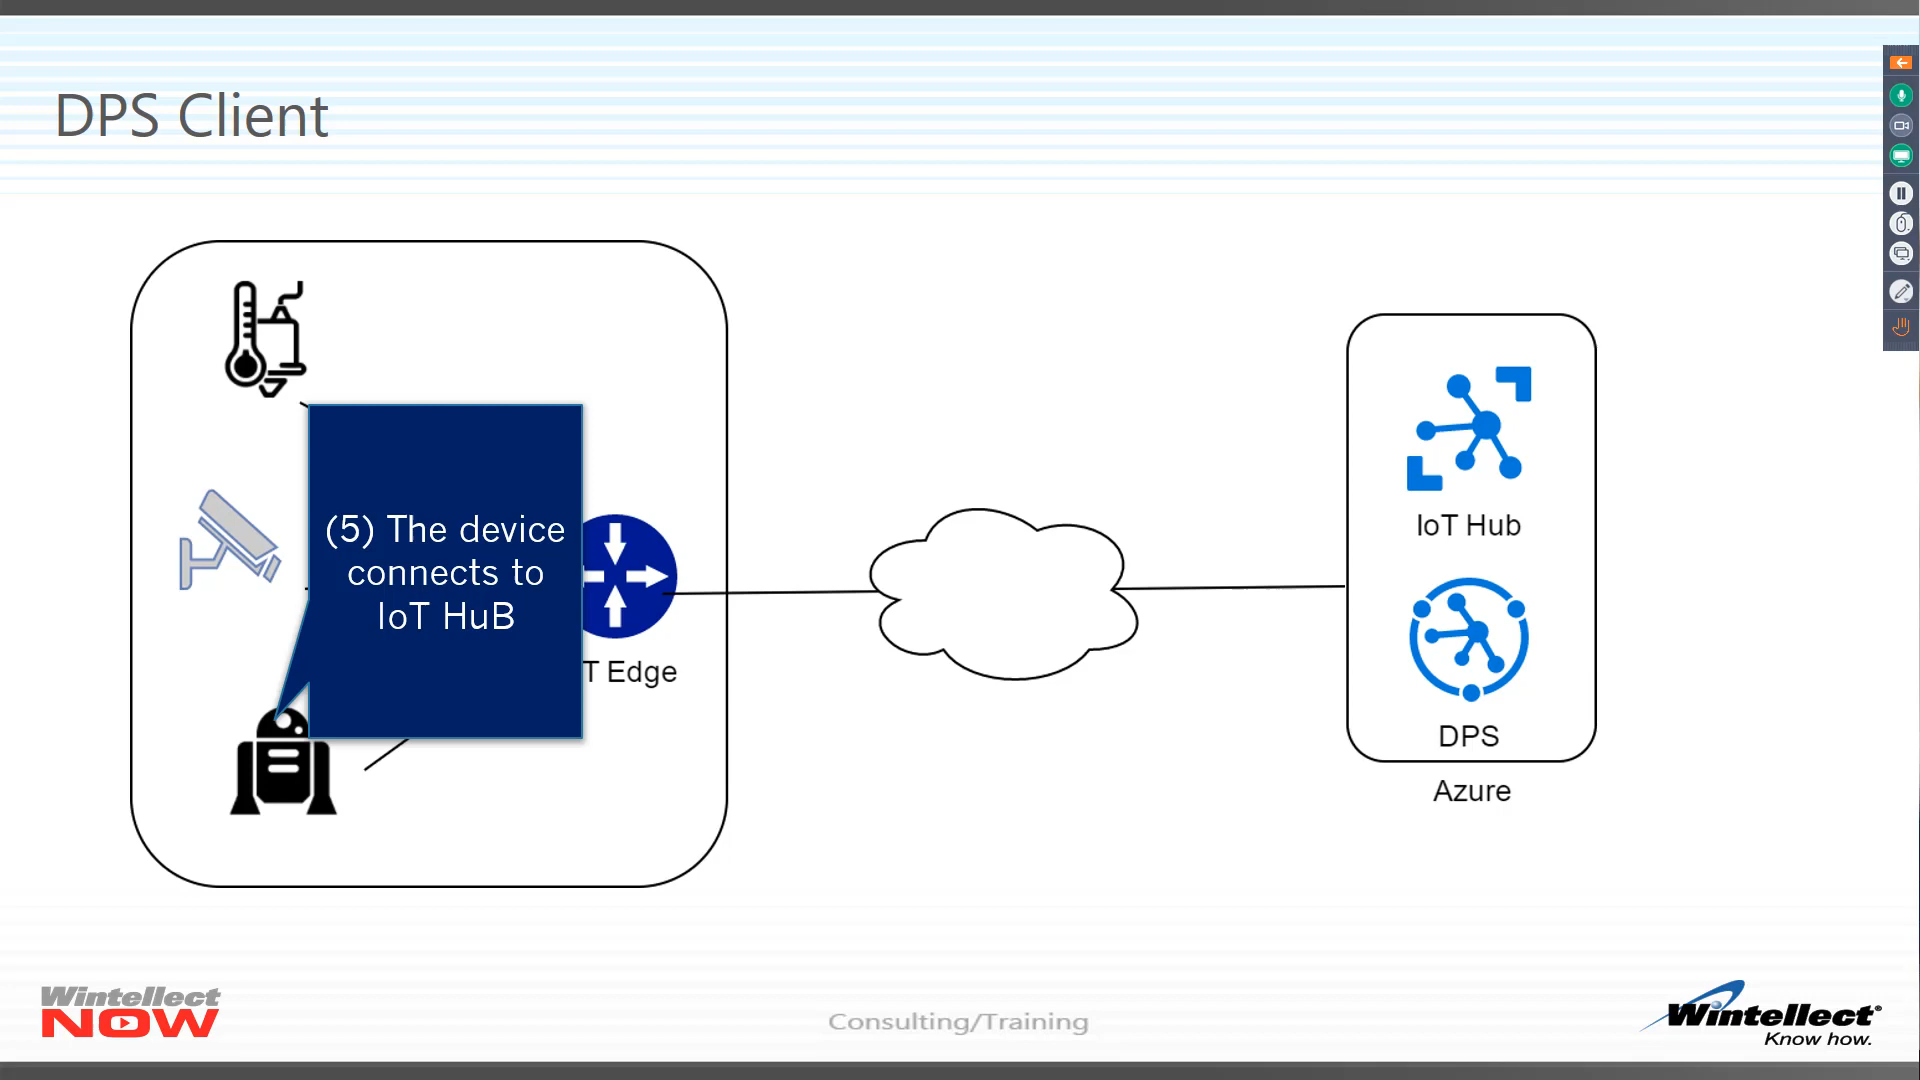 DPS Client
(5) The device
connects to
IoT HuB
T Edge
IoT Hub
DPS
Azure
Wintellect
NOW
Consulting/Training
Wintellect®
Know how.